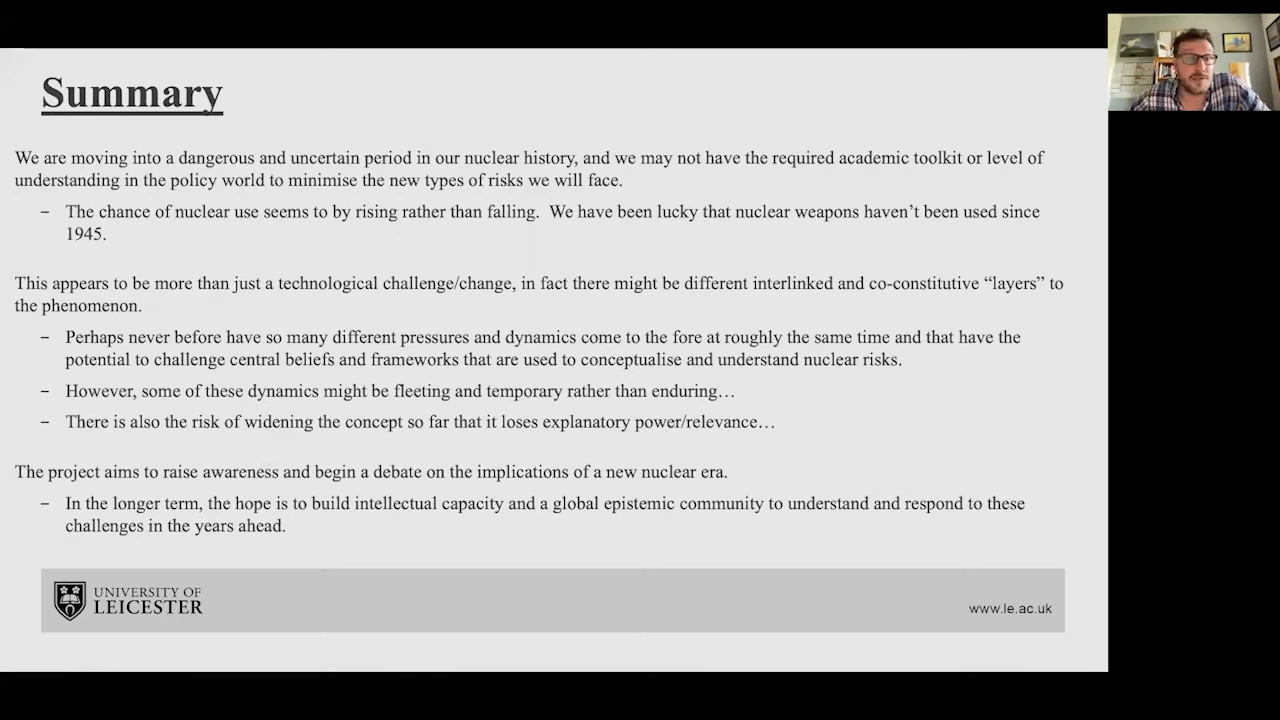 Summary
We are moving into a dangerous and uncertain period in our nuclear history, and we may not have the required academic toolkit or level of
understanding in the policy world to minimise the new types of risks we will face.
– The chance of nuclear use seems to by rising rather than falling. We have been lucky that nuclear weapons haven't been used since
1945.
This appears to be more than just a technological challenge/change, in fact there might be different interlinked and co-constitutive “layers” to
the phenomenon.
– Perhaps never before have so many different pressures and dynamics come to the fore at roughly the same time and that have the
potential to challenge central beliefs and frameworks that are used to conceptualise and understand nuclear risks.
– However, some of these dynamics might be fleeting and temporary rather than enduring…
– There is also the risk of widening the concept so far that it loses explanatory power/relevance…
The project aims to raise awareness and begin a debate on the implications of a new nuclear era.
– In the longer term, the hope is to build intellectual capacity and a global epistemic community to understand and respond to these
challenges in the years ahead.
UNIVERSITY OF
LEICESTER
www.le.ac.uk